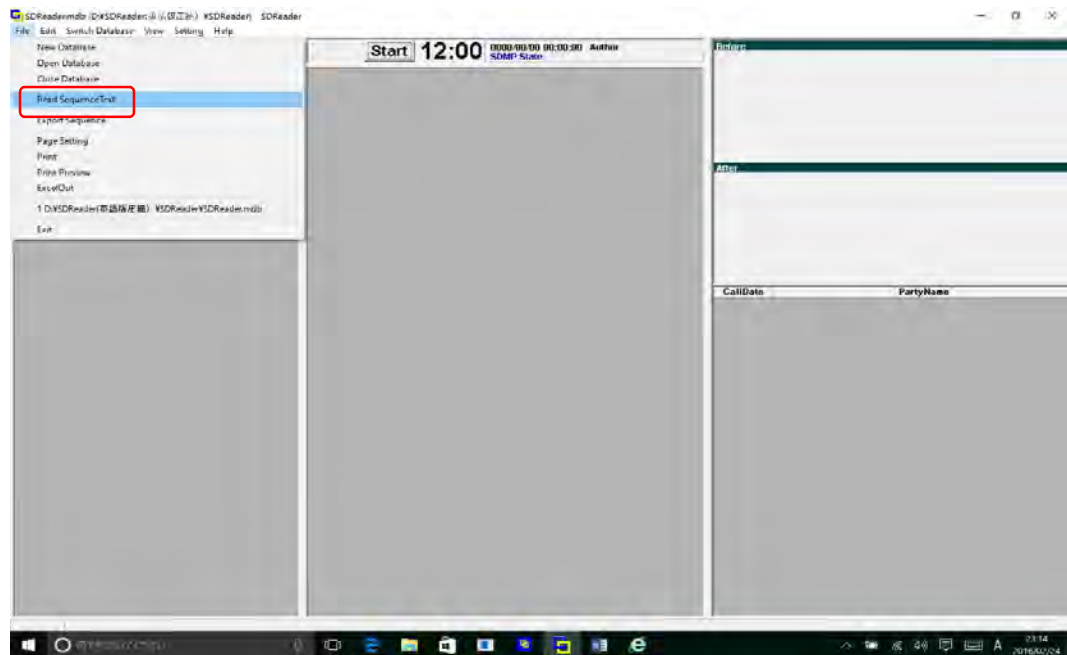 SDReader
File Edit Switch Database View Setting Help
New Database
Open Database
Close Database
Read SequenceText
Export Sequence
Page Setting
Print
Print Preview
ExcelOut
Exit
Start 12:00 0000/00/00 00:00:00 Author
SDMP State
Before
After
CallDate PartyName
A 23:14
2016/02/24